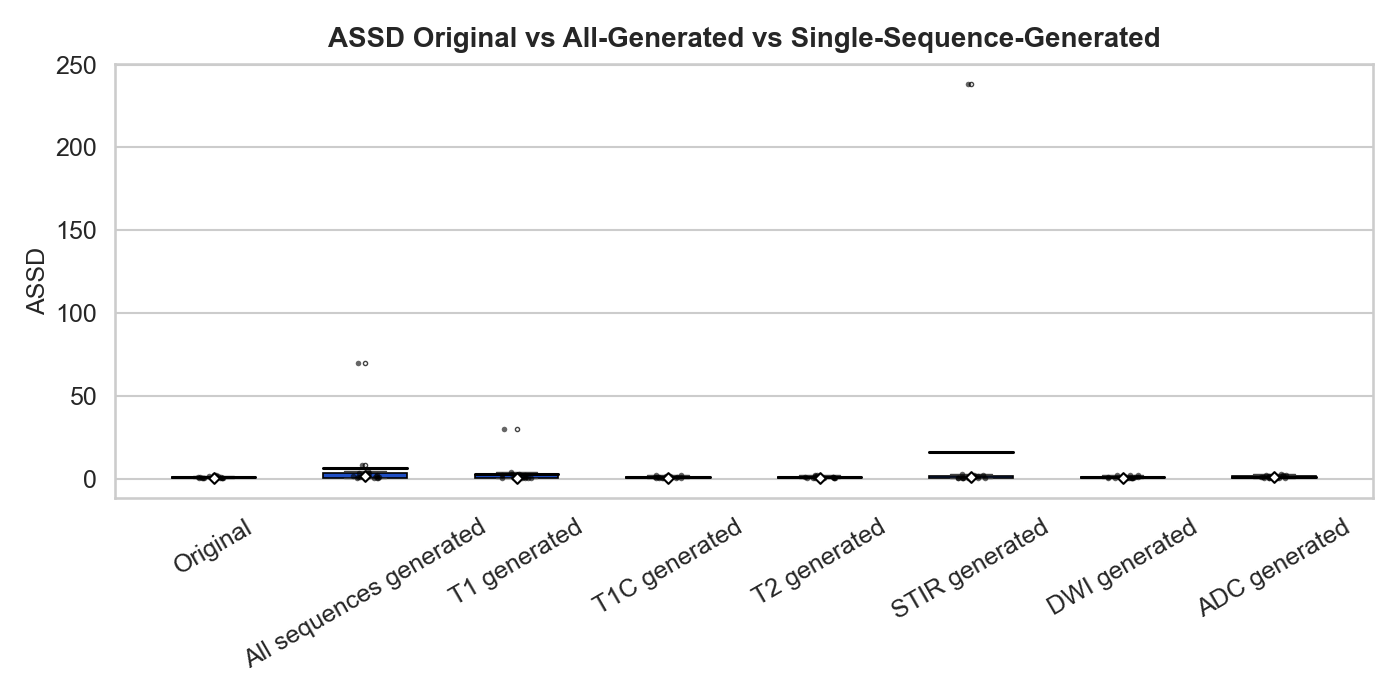 ASSD Original vs All-Generated vs Single-Sequence-Generated
250
200
150
100
50
0
ASSD
Original
All sequences generated
T1 generated
T1C generated
T2 generated
STIR generated
DWI generated
ADC generated